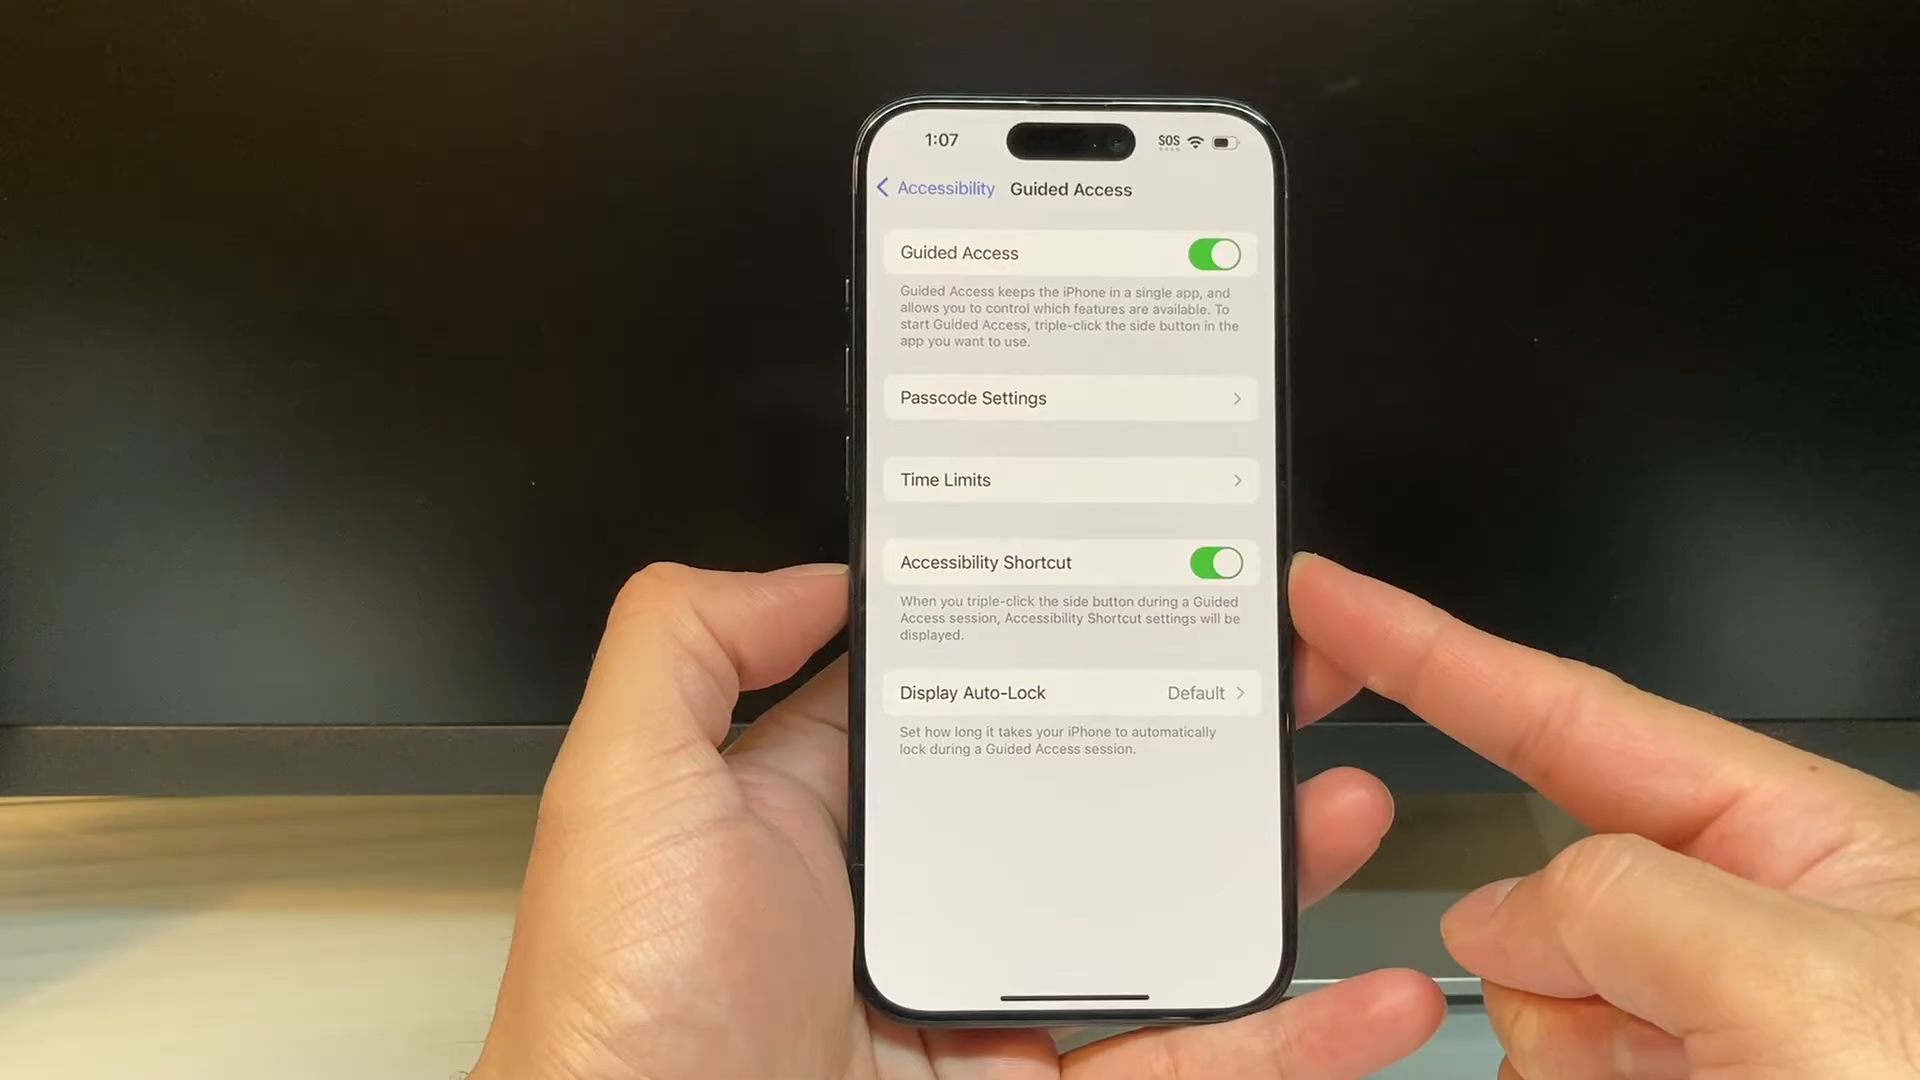 1:07
SOS
Accessibility
Guided Access
Guided Access
Guided Access keeps the iPhone in a single app, and
allows you to control which features are available. To
start Guided Access, triple-click the side button in the
app you want to use.
Passcode Settings
Time Limits
Accessibility Shortcut
When you triple-click the side button during a Guided
Access session, Accessibility Shortcut settings will be
displayed.
Display Auto-Lock Default
Set how long it takes your iPhone to automatically
lock during a Guided Access session.